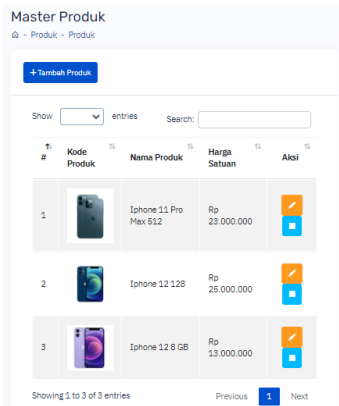 Master Produk
- Produk - Produk
+ Tambah Produk
Show entries Search:
# Kode Produk Nama Produk Harga Satuan Aksi
1 Iphone 11 Pro Max 512 Rp 23.000.000
2 Iphone 12 128 Rp 25.000.000
3 Iphone 12 8 GB Rp 13.000.000
Showing 1 to 3 of 3 entries Previous 1 Next